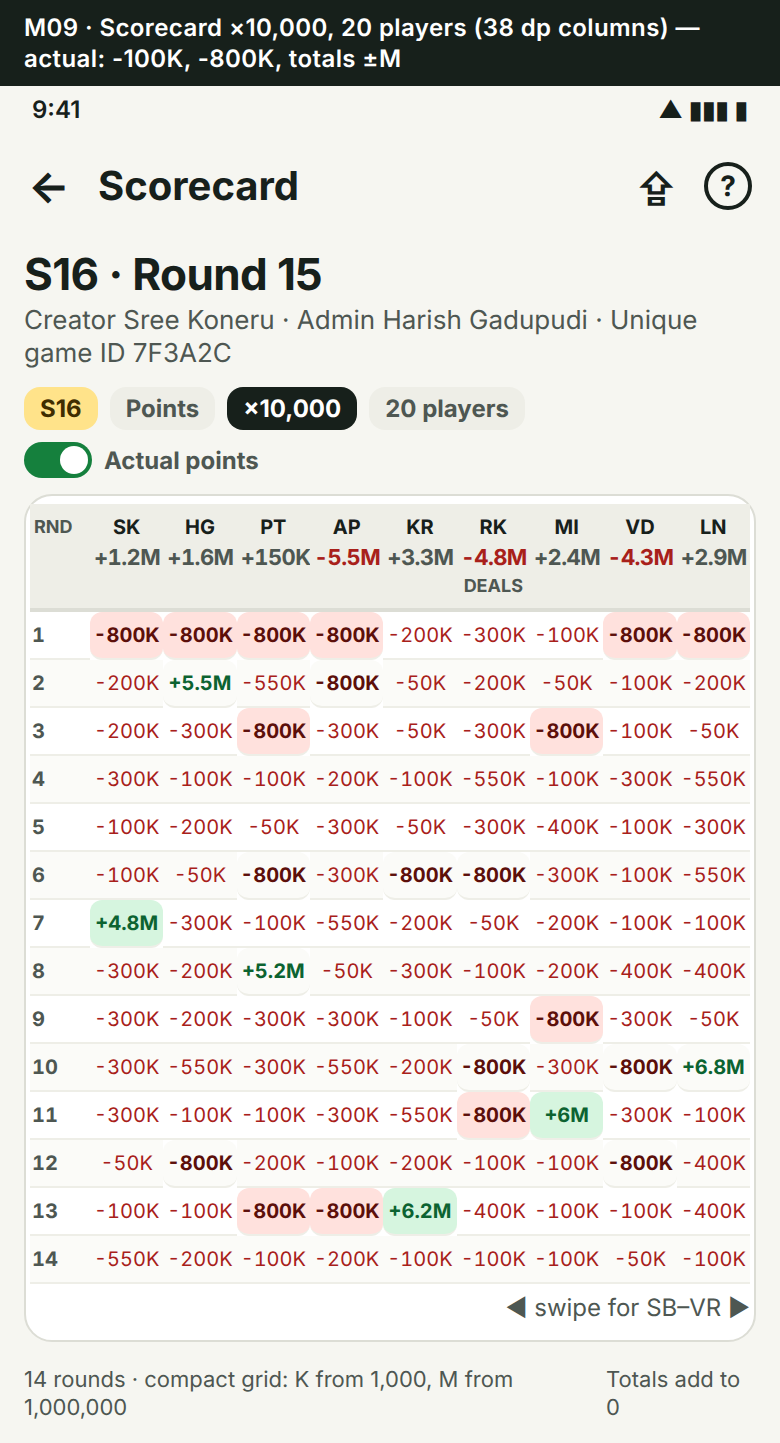 M09 · Scorecard ×10,000, 20 players (38 dp columns) —
actual: -100K, -800K, totals ±M
9:41
Scorecard
?
S16 · Round 15
Creator Sree Koneru · Admin Harish Gadupudi · Unique
game ID 7F3A2C
S16 Points ×10,000 20 players
Actual points
RND SK HG PT AP KR RK MI VD LN
+1.2M +1.6M +150K -5.5M +3.3M -4.8M +2.4M -4.3M +2.9M
DEALS
1 -800K -800K -800K -800K -200K -300K -100K -800K -800K
2 -200K +5.5M -550K -800K -50K -200K -50K -100K -200K
3 -200K -300K -800K -300K -50K -300K -800K -100K -50K
4 -300K -100K -100K -200K -100K -550K -100K -300K -550K
5 -100K -200K -50K -300K -50K -300K -400K -100K -300K
6 -100K -50K -800K -300K -800K -800K -300K -100K -550K
7 +4.8M -300K -100K -550K -200K -50K -200K -100K -100K
8 -300K -200K +5.2M -50K -300K -100K -200K -400K -400K
9 -300K -200K -300K -300K -100K -50K -800K -300K -50K
10 -300K -550K -300K -550K -200K -800K -300K -800K +6.8M
11 -300K -100K -100K -300K -550K -800K +6M -300K -100K
12 -50K -800K -200K -100K -200K -100K -100K -800K -400K
13 -100K -100K -800K -800K +6.2M -400K -100K -100K -400K
14 -550K -200K -100K -200K -100K -100K -100K -50K -100K
◀ swipe for SB–VR ▶
14 rounds · compact grid: K from 1,000, M from
1,000,000
Totals add to
0